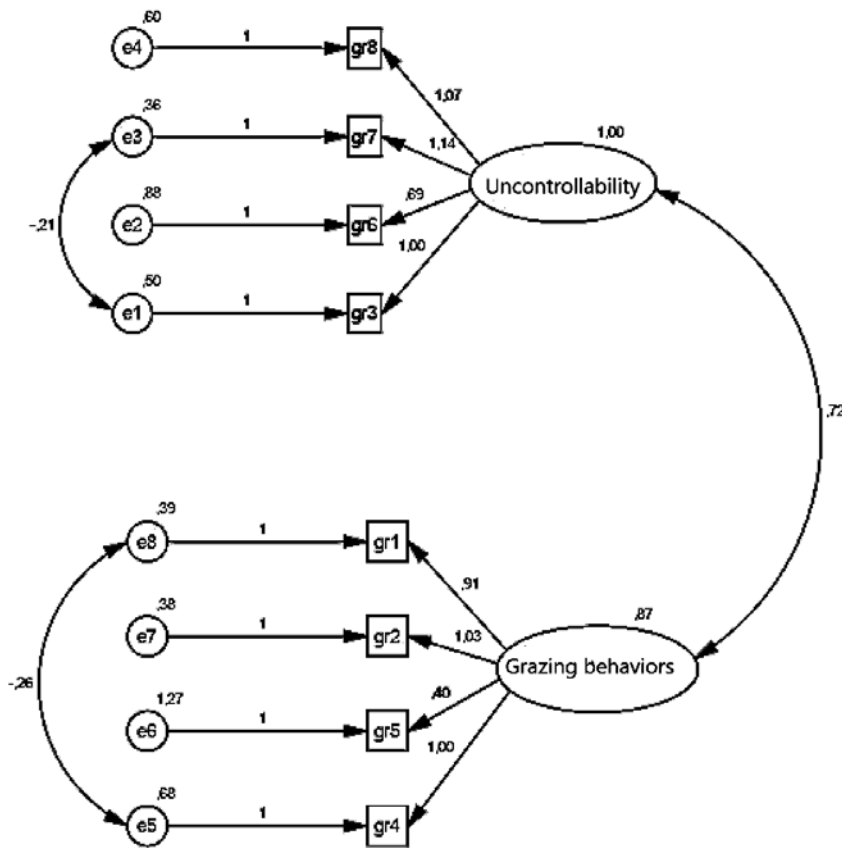 ,60
e4 1 gr8
1,07
,36
e3 1 gr7
1,14
1,00
Uncontrollability
,88
e2 1 gr6
,69
-,21
1,00
,50
e1 1 gr3
,72
,39
e8 1 gr1
,91
,38
e7 1 gr2
1,03
,87
Grazing behaviors
-,26
1,27
e6 1 gr5
,40
1,00
,68
e5 1 gr4